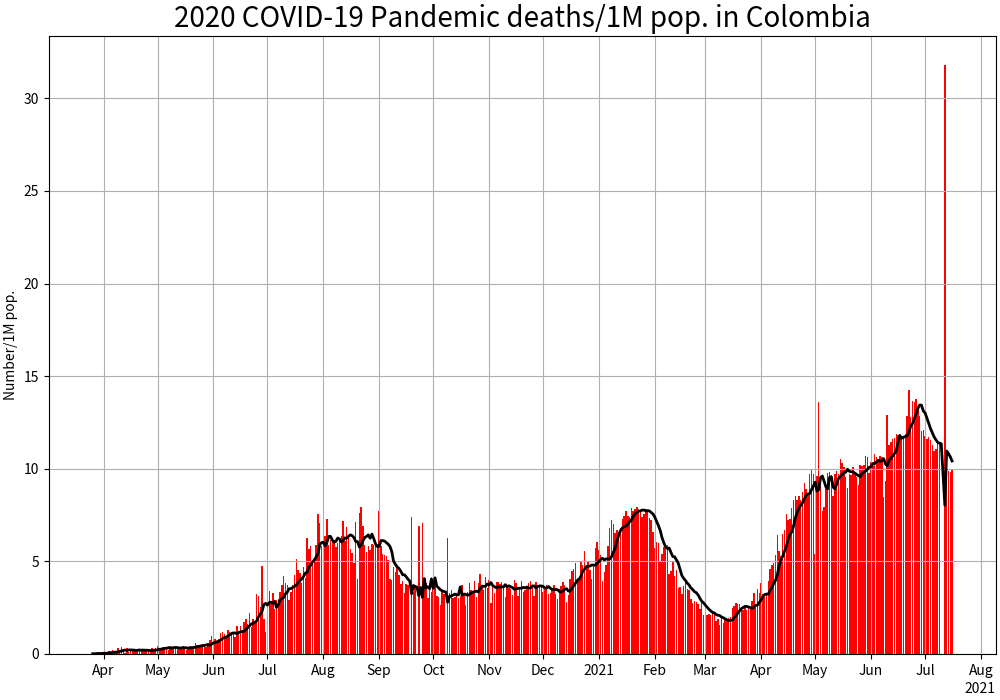 2020 COVID-19 Pandemic deaths/1M pop. in Colombia
Number/1M pop.
30
25
20
15
10
5
0
Apr May Jun Jul Aug Sep Oct Nov Dec 2021 Feb Mar Apr May Jun Jul Aug
2021